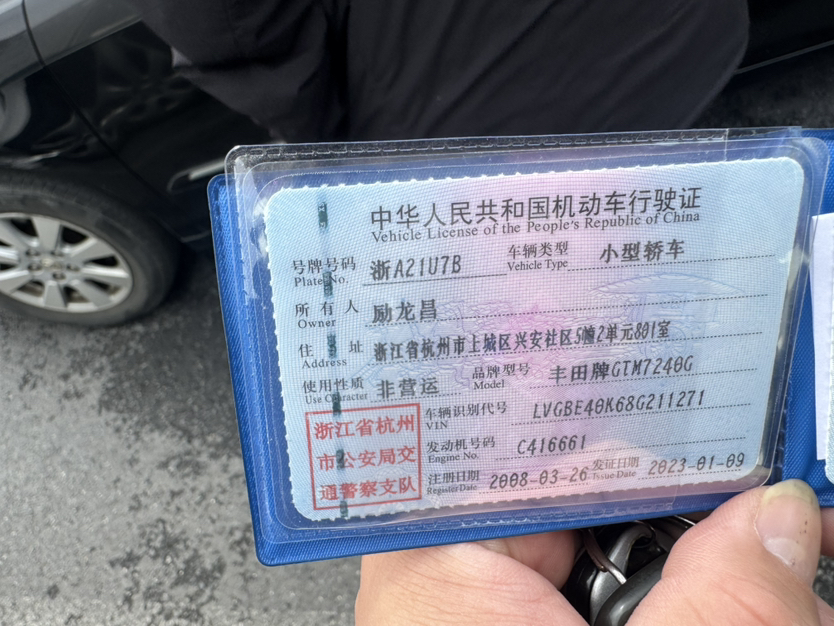 中华人民共和国机动车行驶证
Vehicle License of the People's Republic of China
号牌号码 浙A21U7B 车辆类型 小型轿车
Plate No. Vehicle Type
所有人 励龙昌
Owner
住址 浙江省杭州市上城区兴安社区5幢2单元801室
Address
使用性质 非营运 品牌型号 丰田牌GTM7240G
Use Character Model
浙江省杭州
市公安局交
通警察支队
车辆识别代号 LVGBE40K68G211271
VIN
发动机号码 C416661
Engine No.
注册日期 2008-03-26 发证日期 2023-01-09
Register Date Issue Date